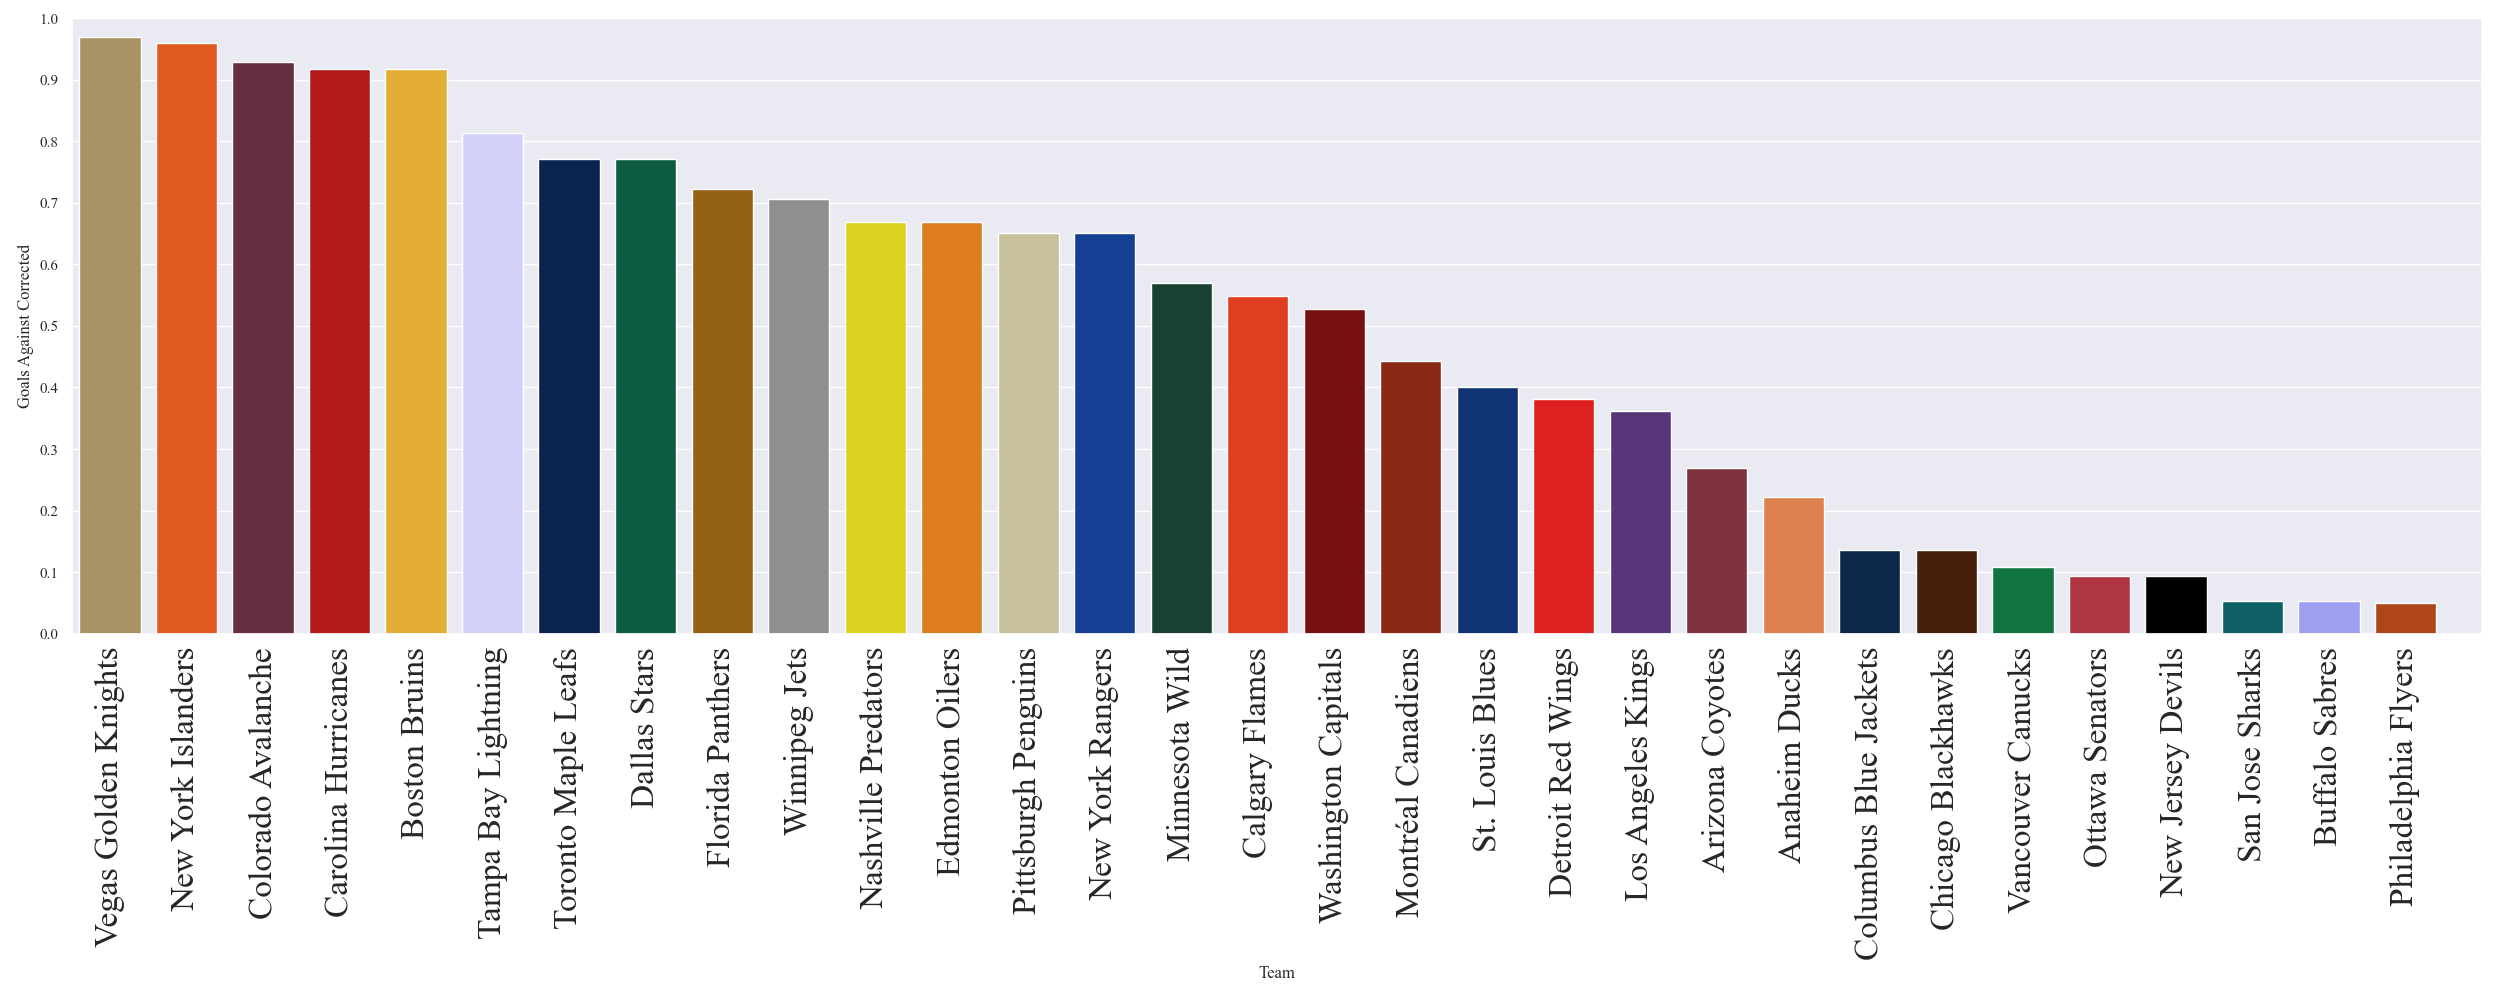 1.0
0.9
0.8
0.7
0.6
0.5
0.4
0.3
0.2
0.1
0.0
Goals Against Corrected
Vegas Golden Knights
New York Islanders
Colorado Avalanche
Carolina Hurricanes
Boston Bruins
Tampa Bay Lightning
Toronto Maple Leafs
Dallas Stars
Florida Panthers
Winnipeg Jets
Nashville Predators
Edmonton Oilers
Pittsburgh Penguins
New York Rangers
Minnesota Wild
Calgary Flames
Washington Capitals
Montréal Canadiens
St. Louis Blues
Detroit Red Wings
Los Angeles Kings
Arizona Coyotes
Anaheim Ducks
Columbus Blue Jackets
Chicago Blackhawks
Vancouver Canucks
Ottawa Senators
New Jersey Devils
San Jose Sharks
Buffalo Sabres
Philadelphia Flyers
Team